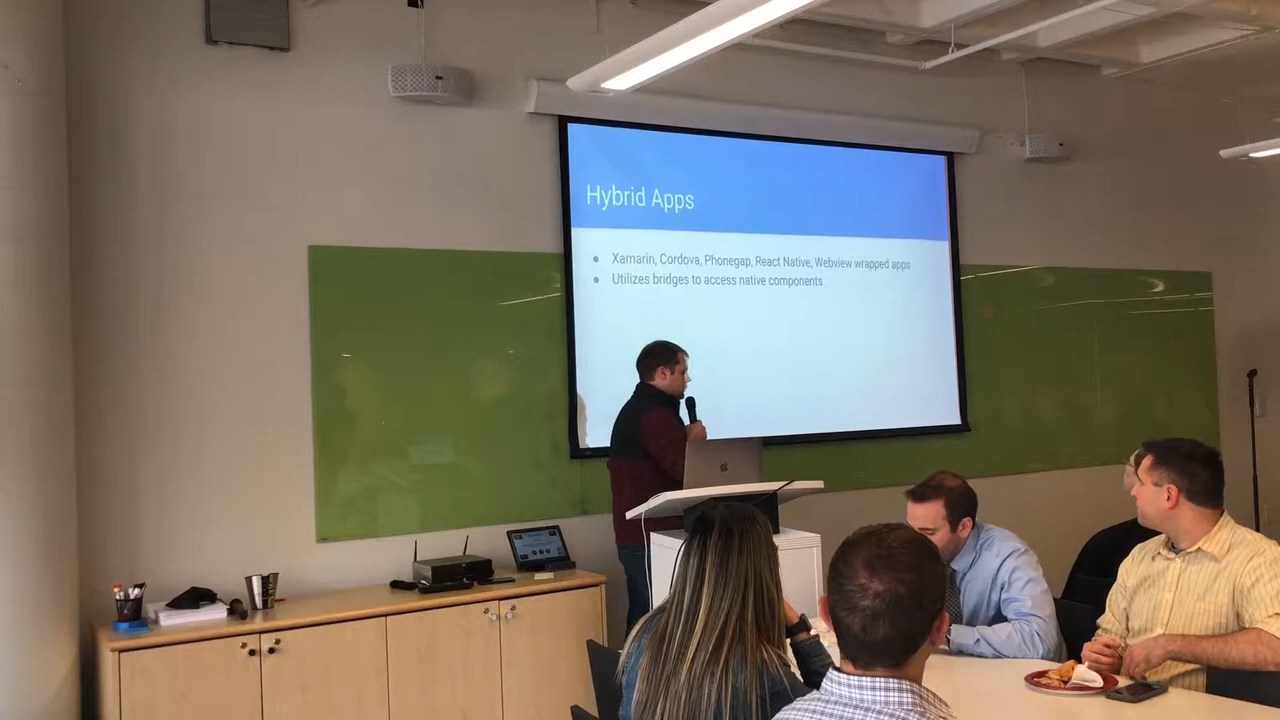 Hybrid Apps
Xamarin, Cordova, Phonegap, React Native, Webview wrapped apps
Utilizes bridges to access native components